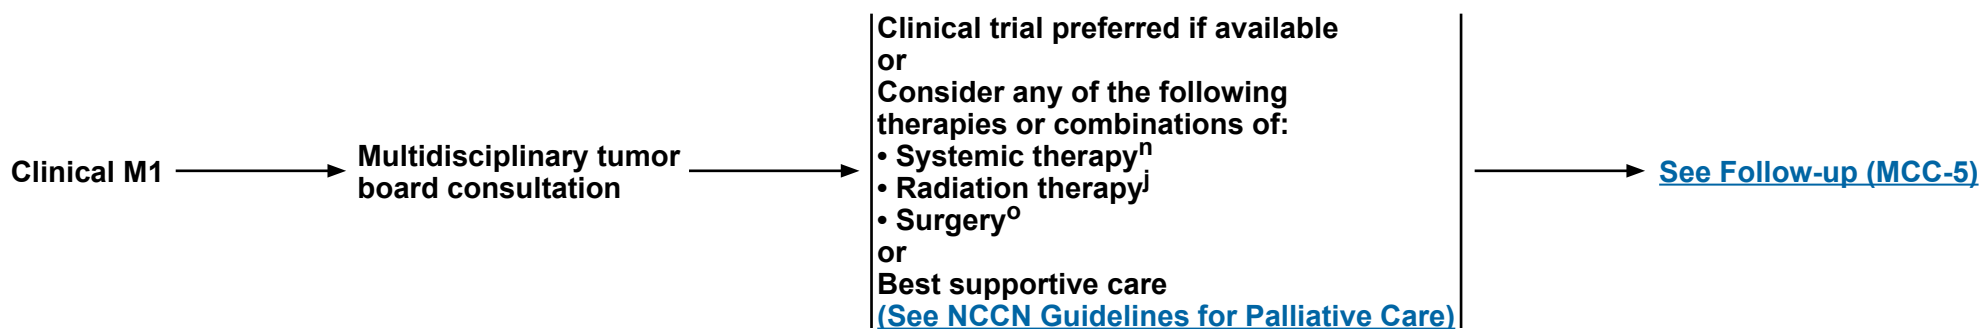 Clinical M1
Multidisciplinary tumor
board consultation
Clinical trial preferred if available
or
Consider any of the following
therapies or combinations of:
• Systemic therapyⁿ
• Radiation therapyʲ
• Surgeryᵒ
or
Best supportive care
(See NCCN Guidelines for Palliative Care)
See Follow-up (MCC-5)